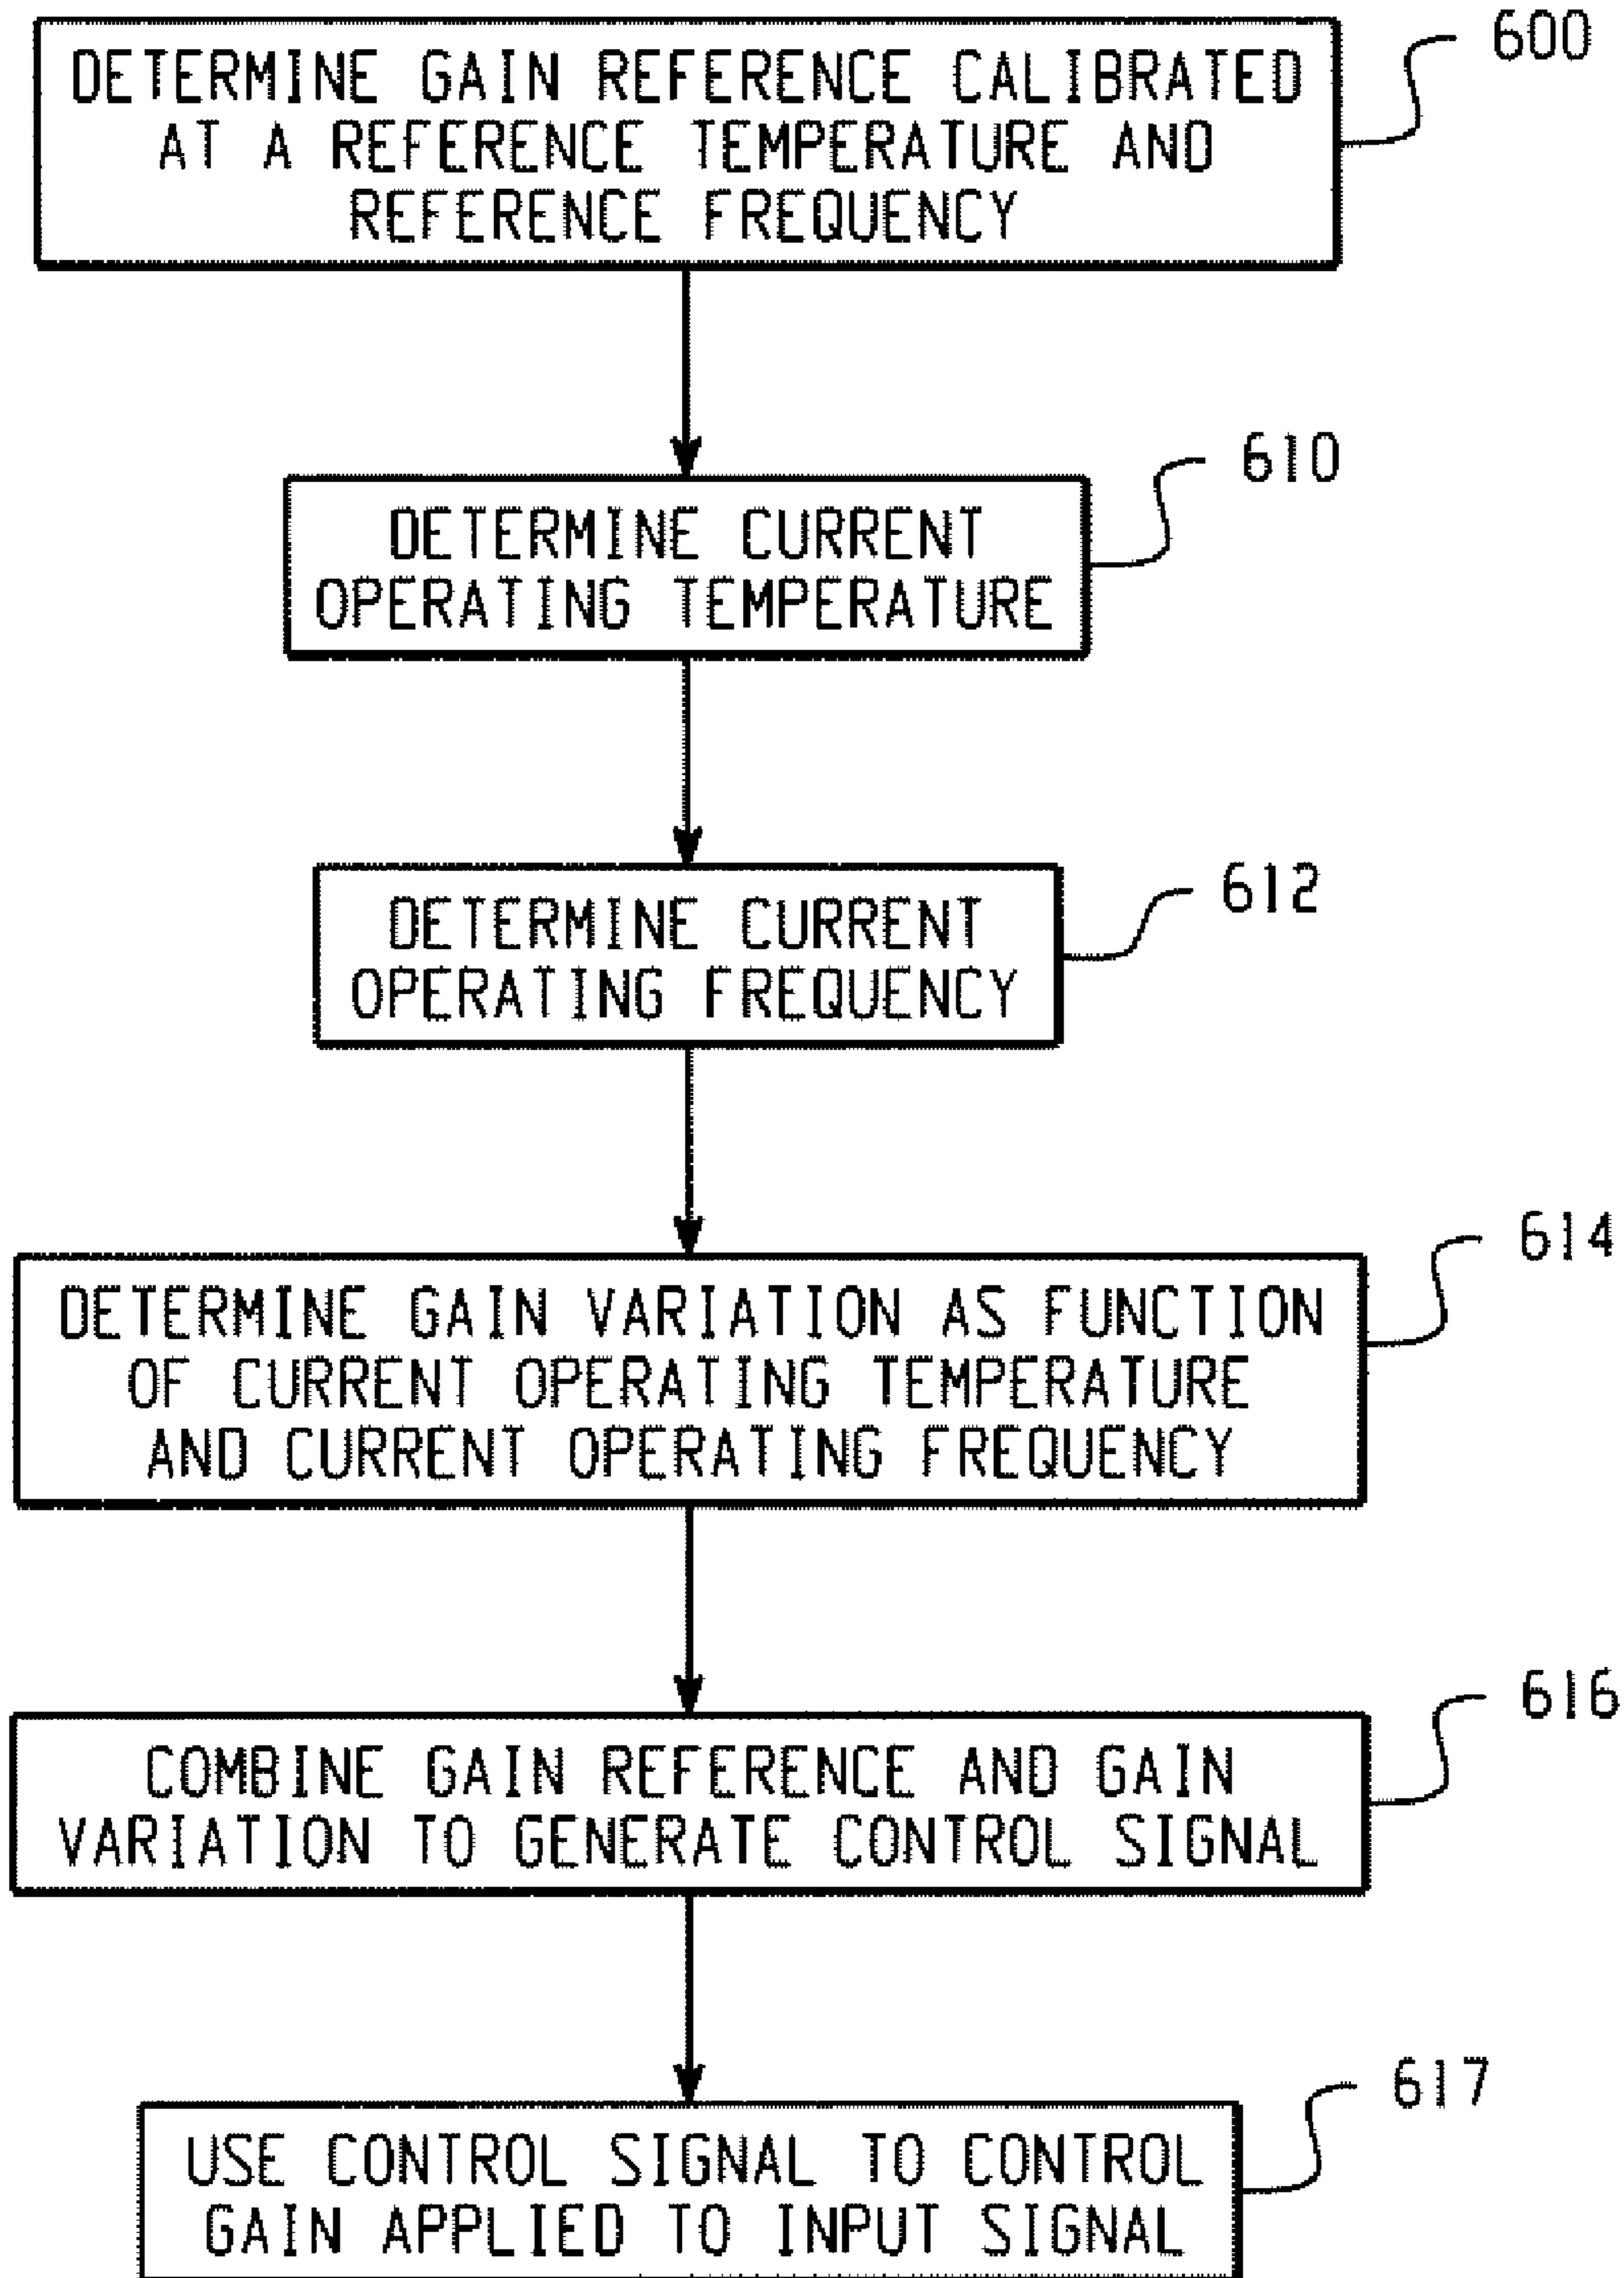 600
DETERMINE GAIN REFERENCE CALIBRATED
AT A REFERENCE TEMPERATURE AND
REFERENCE FREQUENCY
610
DETERMINE CURRENT
OPERATING TEMPERATURE
612
DETERMINE CURRENT
OPERATING FREQUENCY
614
DETERMINE GAIN VARIATION AS FUNCTION
OF CURRENT OPERATING TEMPERATURE
AND CURRENT OPERATING FREQUENCY
616
COMBINE GAIN REFERENCE AND GAIN
VARIATION TO GENERATE CONTROL SIGNAL
617
USE CONTROL SIGNAL TO CONTROL
GAIN APPLIED TO INPUT SIGNAL